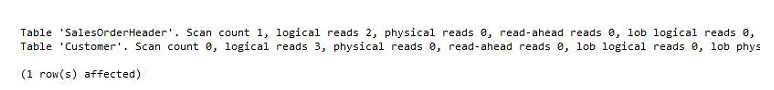 Table 'SalesOrderHeader'. Scan count 1, logical reads 2, physical reads 0, read-ahead reads 0, lob logical reads 0,
Table 'Customer'. Scan count 0, logical reads 3, physical reads 0, read-ahead reads 0, lob logical reads 0, lob phys
(1 row(s) affected)